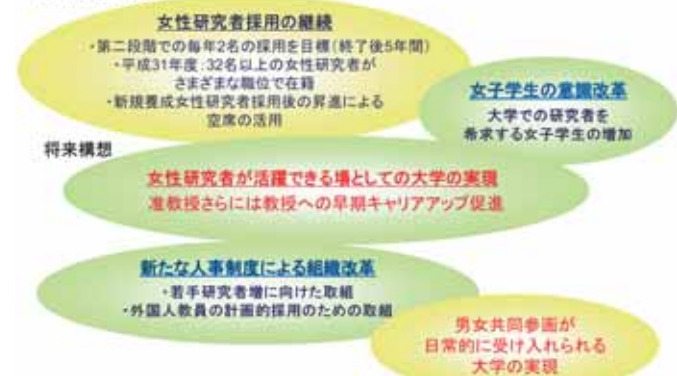 女性研究者採用の継続
・第二段階での毎年2名の採用を目標(終了後5年間)
・平成31年度:32名以上の女性研究者が
さまざまな職位で在籍
・新規養成女性研究者採用後の昇進による
空席の活用
女子学生の意識改革
大学での研究者を
希求する女子学生の増加
将来構想
女性研究者が活躍できる場としての大学の実現
准教授さらには教授への早期キャリアアップ促進
新たな人事制度による組織改革
・若手研究者増に向けた取組
・外国人教員の計画的採用のための取組
男女共同参画が
日常的に受け入れられる
大学の実現